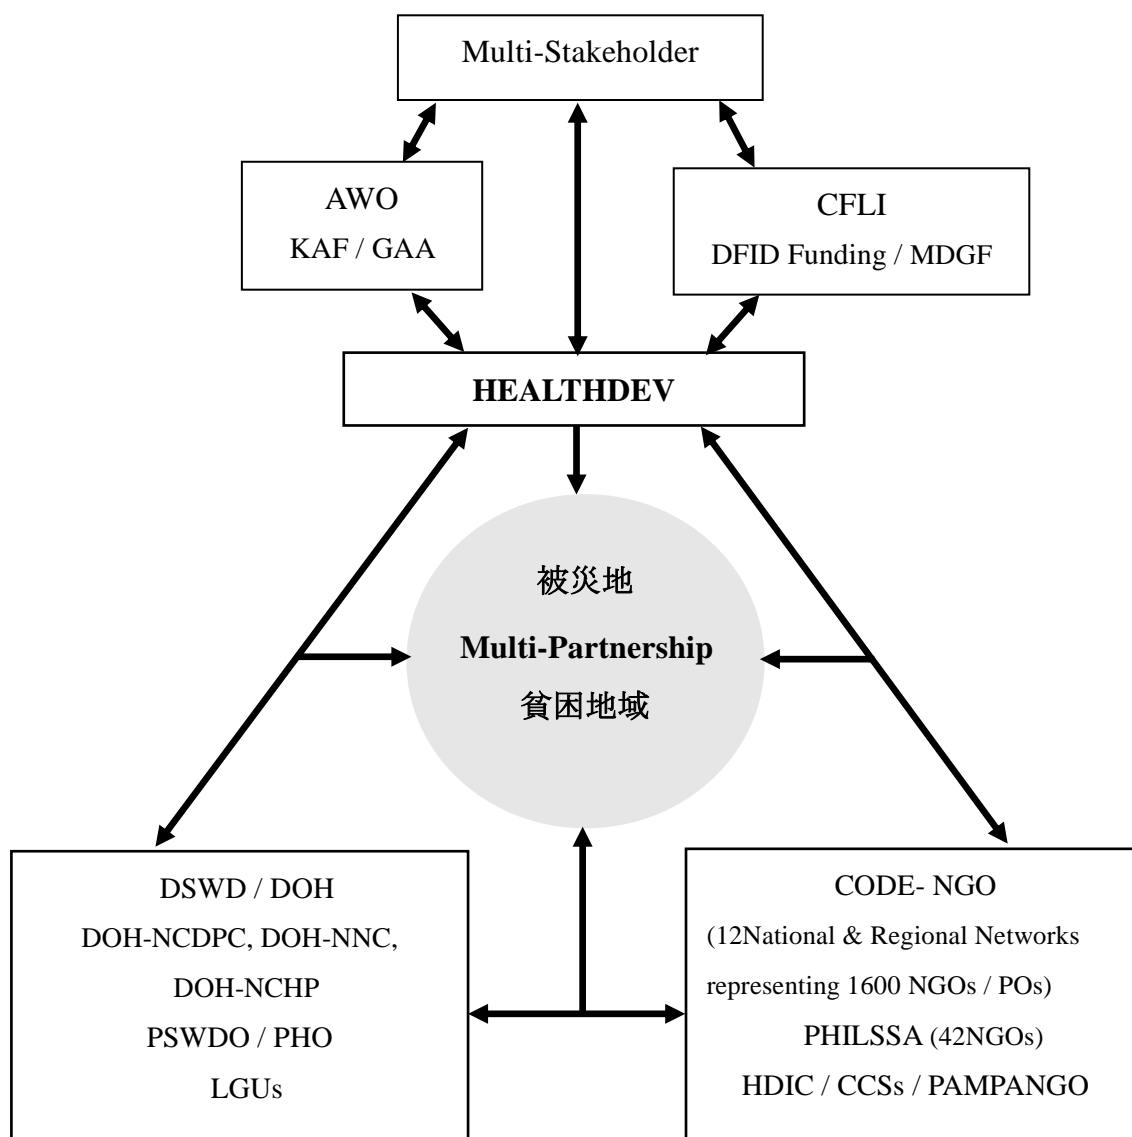 Multi-Stakeholder
AWO
KAF / GAA
CFLI
DFID Funding / MDGF
HEALTHDEV
被災地
Multi-Partnership
貧困地域
DSWD / DOH
DOH-NCDPC, DOH-NNC,
DOH-NCHP
PSWDO / PHO
LGUs
CODE- NGO
(12National & Regional Networks
representing 1600 NGOs / POs)
PHILSSA (42NGOs)
HDIC / CCSs / PAMPANGO